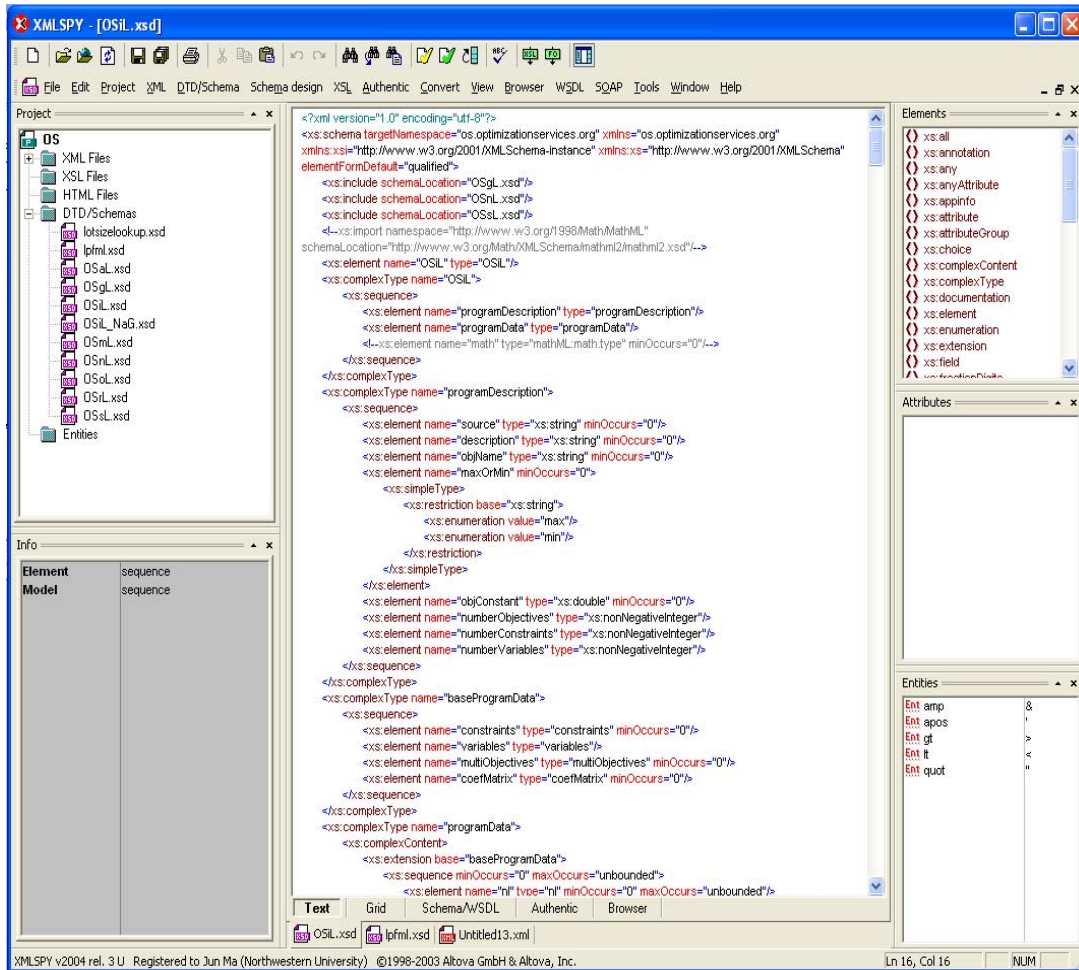 XMLSPY - [OSiL.xsd]
File Edit Project XML DTD/Schema Schema design XSL Authentic Convert View Browser WSDL SOAP Tools Window Help
Project
OS
XML Files
XSL Files
HTML Files
DTD/Schemas
lotsizelookup.xsd
lpfml.xsd
OSaL.xsd
OSgL.xsd
OSiL.xsd
OSiL_NaG.xsd
OSmL.xsd
OSnL.xsd
OSoL.xsd
OSrL.xsd
OSsL.xsd
Entities
Info
Element sequence
Model sequence
<?xml version="1.0" encoding="utf-8"?>
<xs:schema targetNamespace="os.optimizationservices.org" xmlns="os.optimizationservices.org"
xmlns:xsi="http://www.w3.org/2001/XMLSchema-instance" xmlns:xs="http://www.w3.org/2001/XMLSchema"
elementFormDefault="qualified">
<xs:include schemaLocation="OSgL.xsd"/>
<xs:include schemaLocation="OSnL.xsd"/>
<xs:include schemaLocation="OSsL.xsd"/>
<!--xs:import namespace="http://www.w3.org/1998/Math/MathML"
schemaLocation="http://www.w3.org/Math/XMLSchema/mathml2/mathml2.xsd"/-->
<xs:element name="OSiL" type="OSiL"/>
<xs:complexType name="OSiL">
<xs:sequence>
<xs:element name="programDescription" type="programDescription"/>
<xs:element name="programData" type="programData"/>
<!--xs:element name="math" type="mathML:math.type" minOccurs="0"/-->
</xs:sequence>
</xs:complexType>
<xs:complexType name="programDescription">
<xs:sequence>
<xs:element name="source" type="xs:string" minOccurs="0"/>
<xs:element name="description" type="xs:string" minOccurs="0"/>
<xs:element name="objName" type="xs:string" minOccurs="0"/>
<xs:element name="maxOrMin" minOccurs="0">
<xs:simpleType>
<xs:restriction base="xs:string">
<xs:enumeration value="max"/>
<xs:enumeration value="min"/>
</xs:restriction>
</xs:simpleType>
</xs:element>
<xs:element name="objConstant" type="xs:double" minOccurs="0"/>
<xs:element name="numberObjectives" type="xs:nonNegativeInteger"/>
<xs:element name="numberConstraints" type="xs:nonNegativeInteger"/>
<xs:element name="numberVariables" type="xs:nonNegativeInteger"/>
</xs:sequence>
</xs:complexType>
<xs:complexType name="baseProgramData">
<xs:sequence>
<xs:element name="constraints" type="constraints" minOccurs="0"/>
<xs:element name="variables" type="variables"/>
<xs:element name="multiObjectives" type="multiObjectives" minOccurs="0"/>
<xs:element name="coefMatrix" type="coefMatrix" minOccurs="0"/>
</xs:sequence>
</xs:complexType>
<xs:complexType name="programData">
<xs:complexContent>
<xs:extension base="baseProgramData">
<xs:sequence minOccurs="0" maxOccurs="unbounded">
<xs:element name="nl" type="nl" minOccurs="0" maxOccurs="unbounded"/>
Text Grid Schema/WSDL Authentic Browser
OSiL.xsd lpfml.xsd Untitled13.xml
Elements
xs:all
xs:annotation
xs:any
xs:anyAttribute
xs:appinfo
xs:attribute
xs:attributeGroup
xs:choice
xs:complexContent
xs:complexType
xs:documentation
xs:element
xs:enumeration
xs:extension
xs:field
xs:fractionDigits
Attributes
Entities
Ent amp &
Ent apos '
Ent gt >
Ent lt <
Ent quot "
XMLSPY v2004 rel. 3 U Registered to Jun Ma (Northwestern University) ©1998-2003 Altova GmbH & Altova, Inc. Ln 16, Col 16 NUM